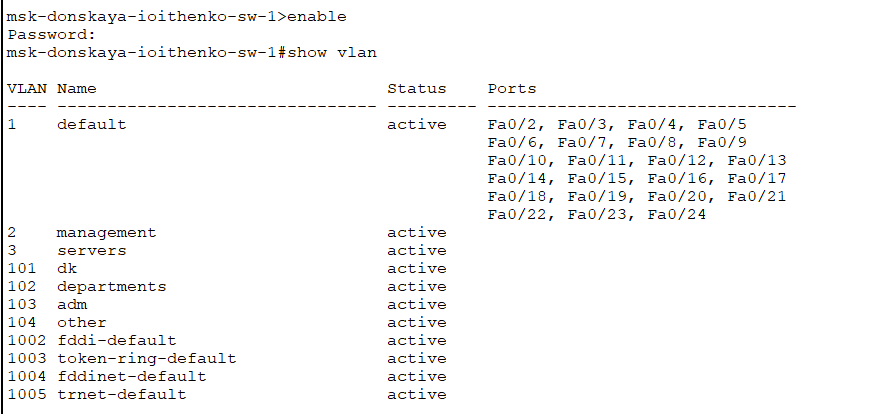 msk-donskaya-ioithenko-sw-1>enable
Password:
msk-donskaya-ioithenko-sw-1#show vlan
VLAN Name                             Status    Ports
---- -------------------------------- --------- -------------------------------
1    default                          active    Fa0/2, Fa0/3, Fa0/4, Fa0/5
                                                Fa0/6, Fa0/7, Fa0/8, Fa0/9
                                                Fa0/10, Fa0/11, Fa0/12, Fa0/13
                                                Fa0/14, Fa0/15, Fa0/16, Fa0/17
                                                Fa0/18, Fa0/19, Fa0/20, Fa0/21
                                                Fa0/22, Fa0/23, Fa0/24
2    management                       active
3    servers                          active
101  dk                               active
102  departments                      active
103  adm                              active
104  other                            active
1002 fddi-default                     active
1003 token-ring-default               active
1004 fddinet-default                  active
1005 trnet-default                    active